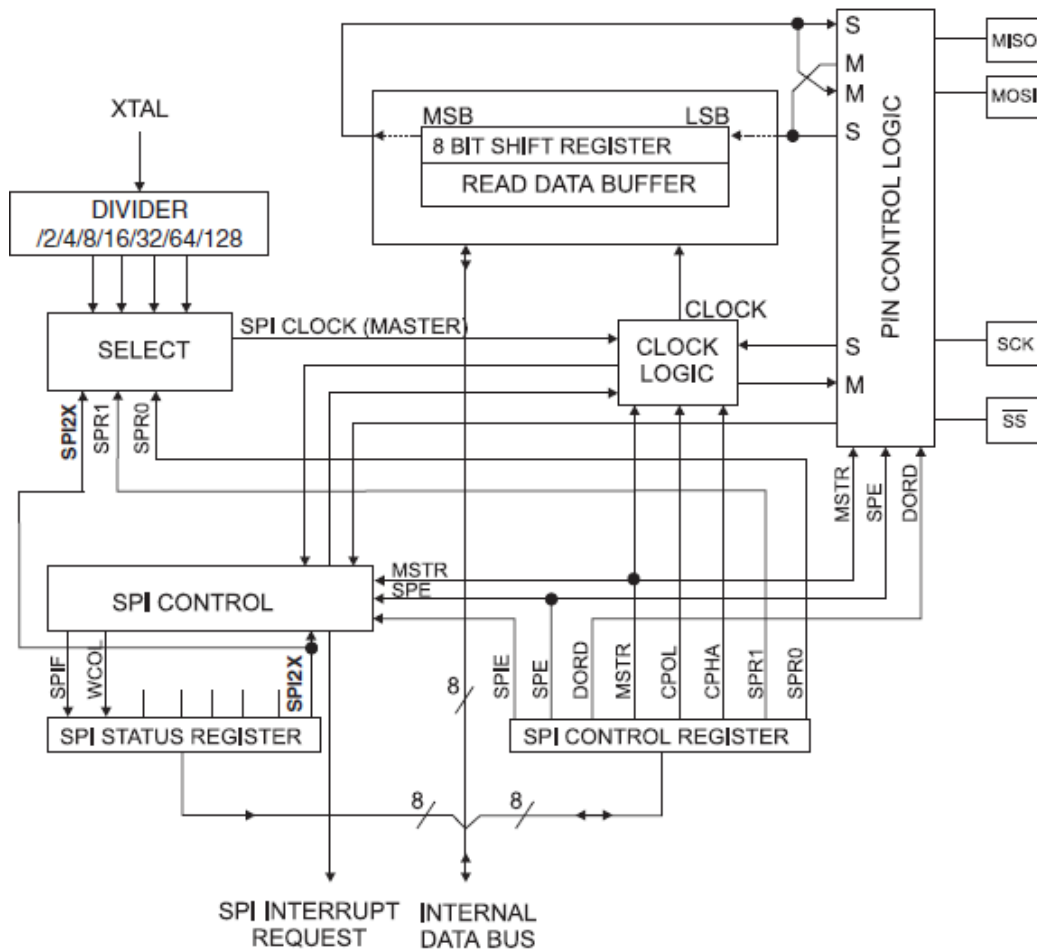 S
MISO
M
XTAL
M
MOSI
MSB
LSB
S
8 BIT SHIFT REGISTER
READ DATA BUFFER
DIVIDER
/2/4/8/16/32/64/128
PIN CONTROL LOGIC
SPI CLOCK (MASTER)
CLOCK
SELECT
CLOCK
LOGIC
S
SCK
M
SPI2X
SPR1
SPR0
SS
MSTR
SPE
DORD
MSTR
SPE
SPI CONTROL
SPIF
WCOL
SPI2X
8
SPIE
SPE
DORD
MSTR
CPOL
CPHA
SPR1
SPR0
SPI STATUS REGISTER
SPI CONTROL REGISTER
8
8
SPI INTERRUPT
REQUEST
INTERNAL
DATA BUS